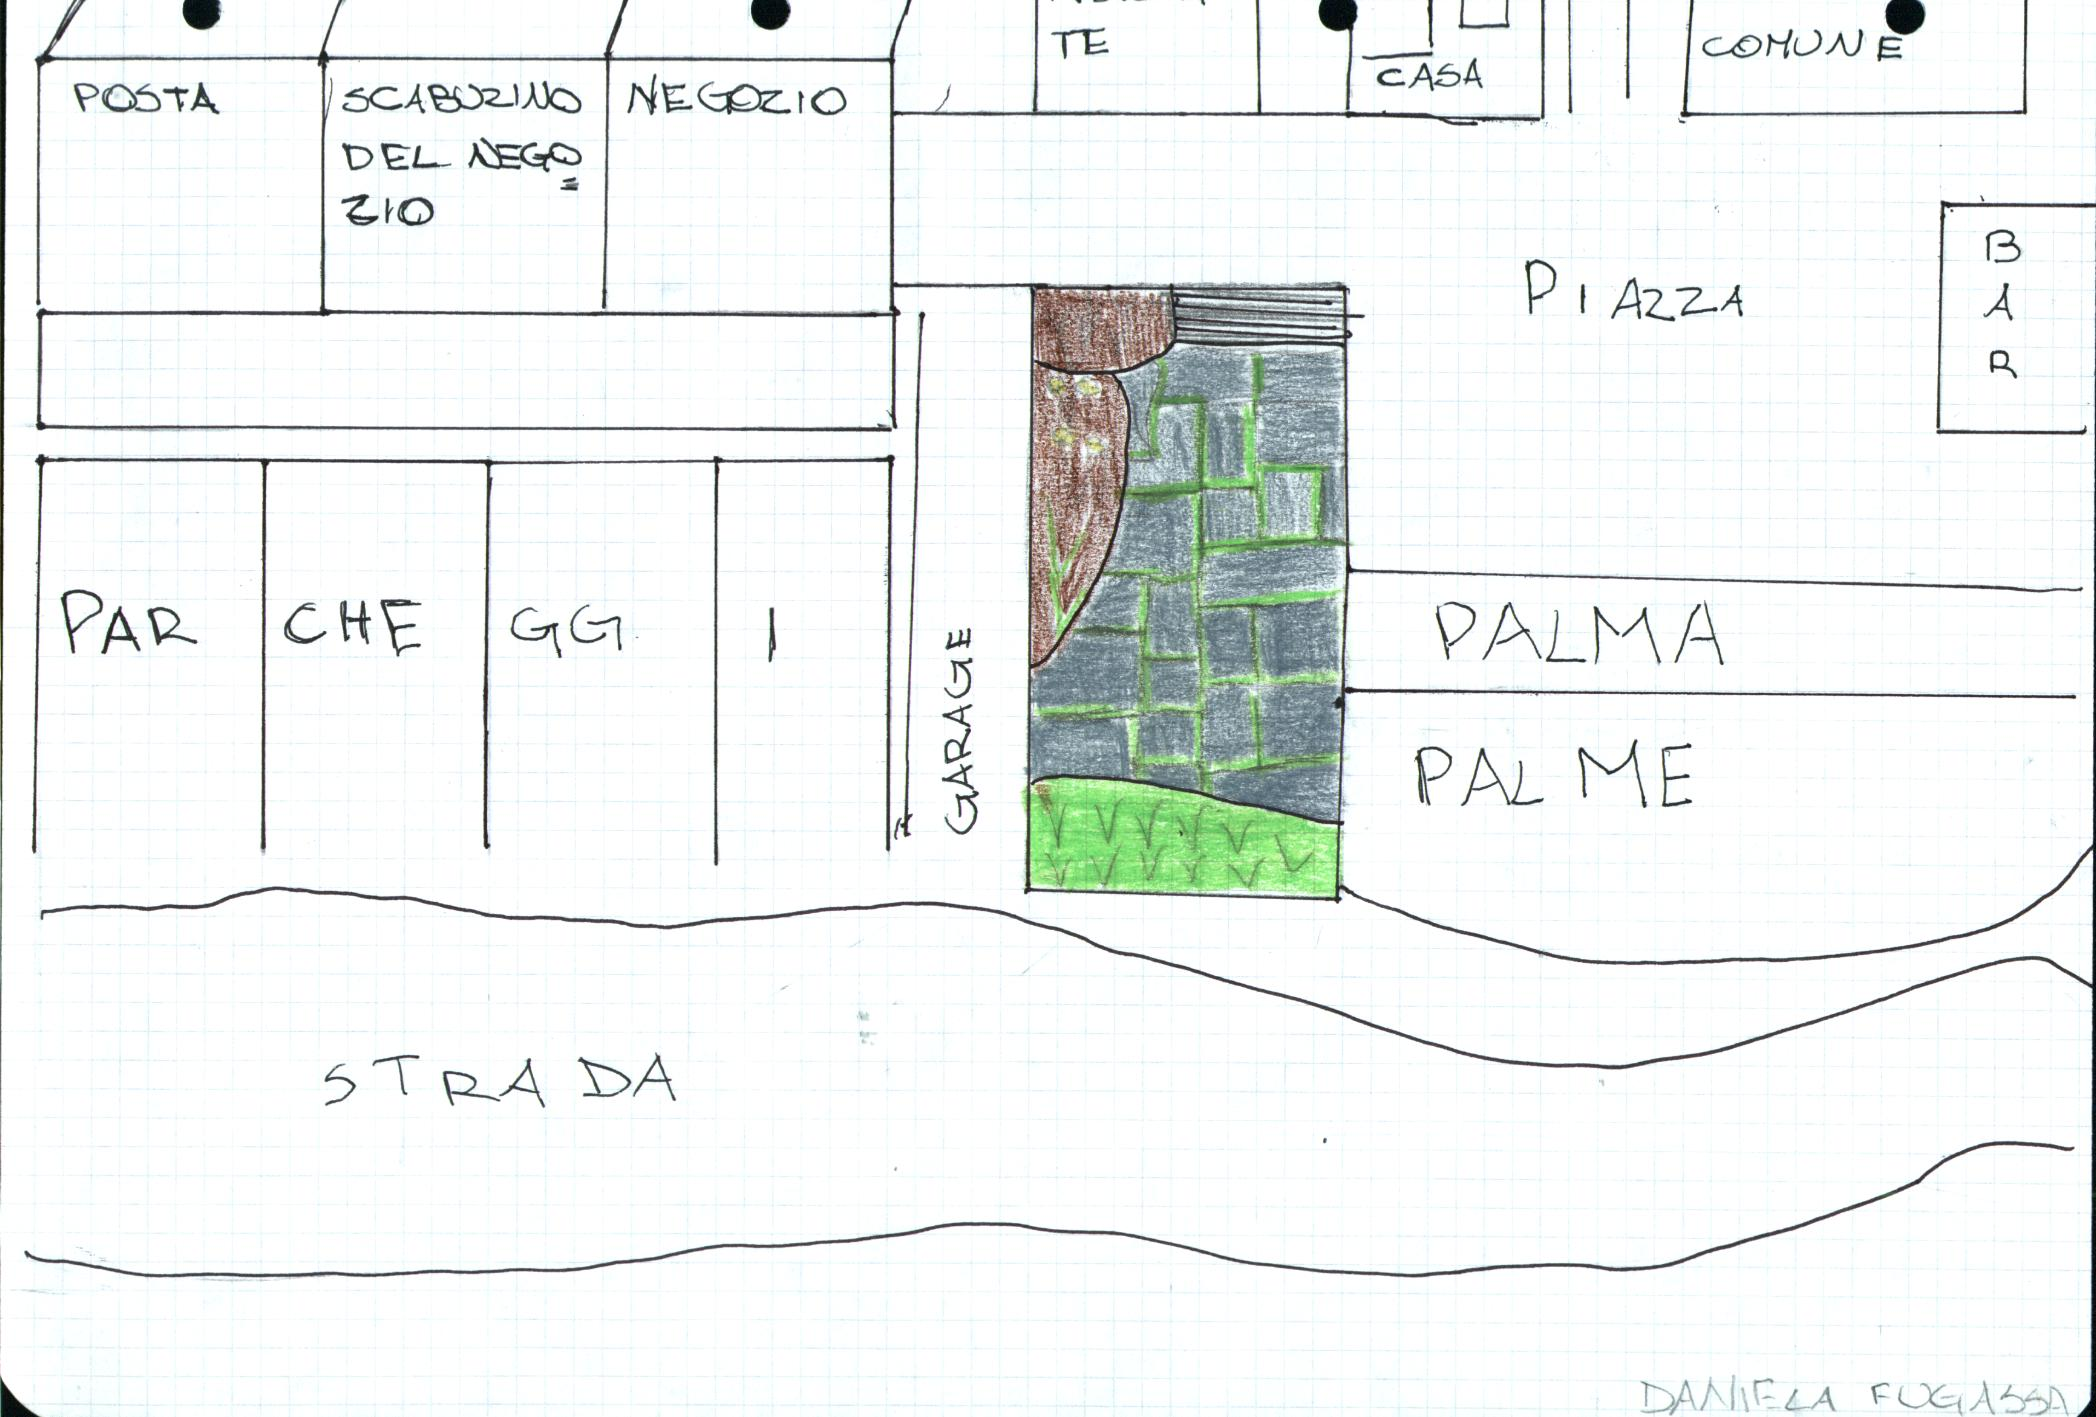 TE
CASA
COMUNE
POSTA
SCABUZINO
DEL NEGO
ZIO
NEGOZIO
BAR
PIAZZA
PAR CHE GG I
GARAGE
PALMA
PALME
STRADA
DANIELA FUGASSA